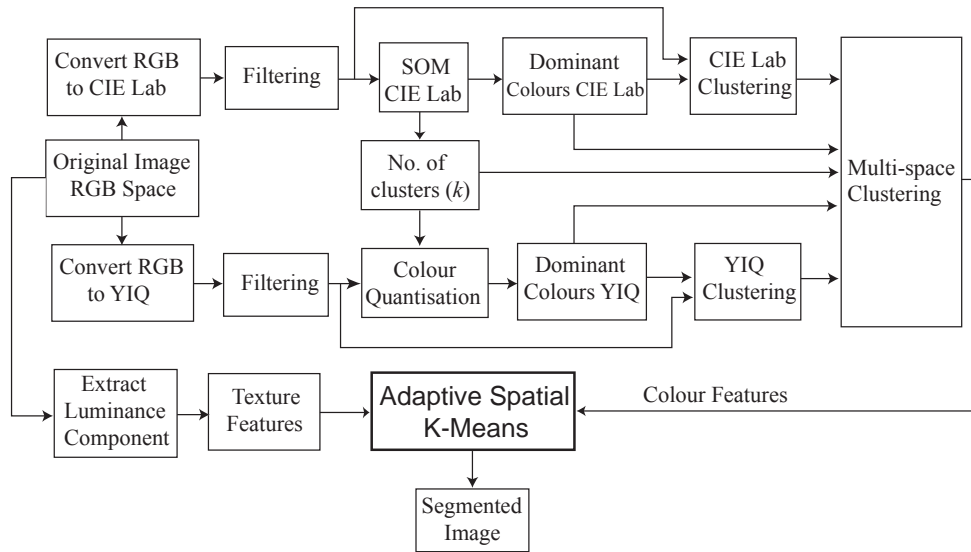 Convert RGB
to CIE Lab
Filtering
SOM
CIE Lab
Dominant
Colours CIE Lab
CIE Lab
Clustering
Original Image
RGB Space
No. of
clusters (k)
Multi-space
Clustering
Convert RGB
to YIQ
Filtering
Colour
Quantisation
Dominant
Colours YIQ
YIQ
Clustering
Extract
Luminance
Component
Texture
Features
Adaptive Spatial
K-Means
Colour Features
Segmented
Image